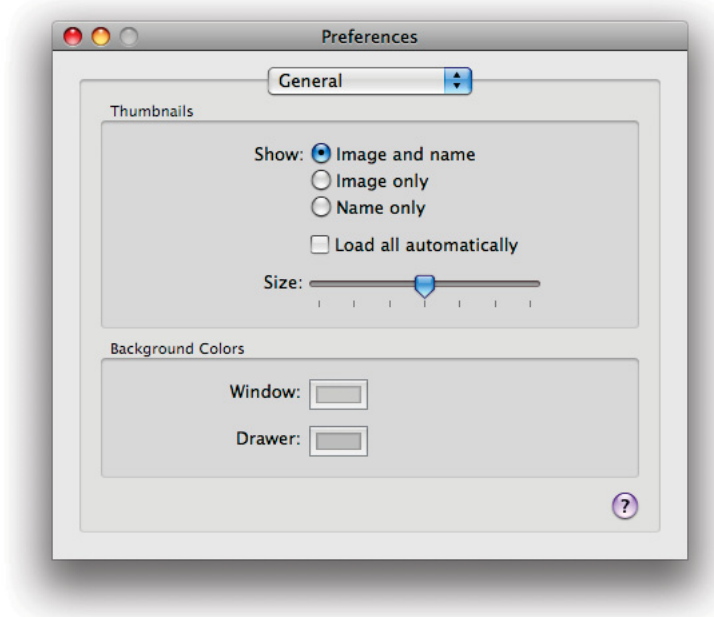 Preferences
General
Thumbnails
Show: Image and name
Image only
Name only
Load all automatically
Size:
Background Colors
Window:
Drawer:
?